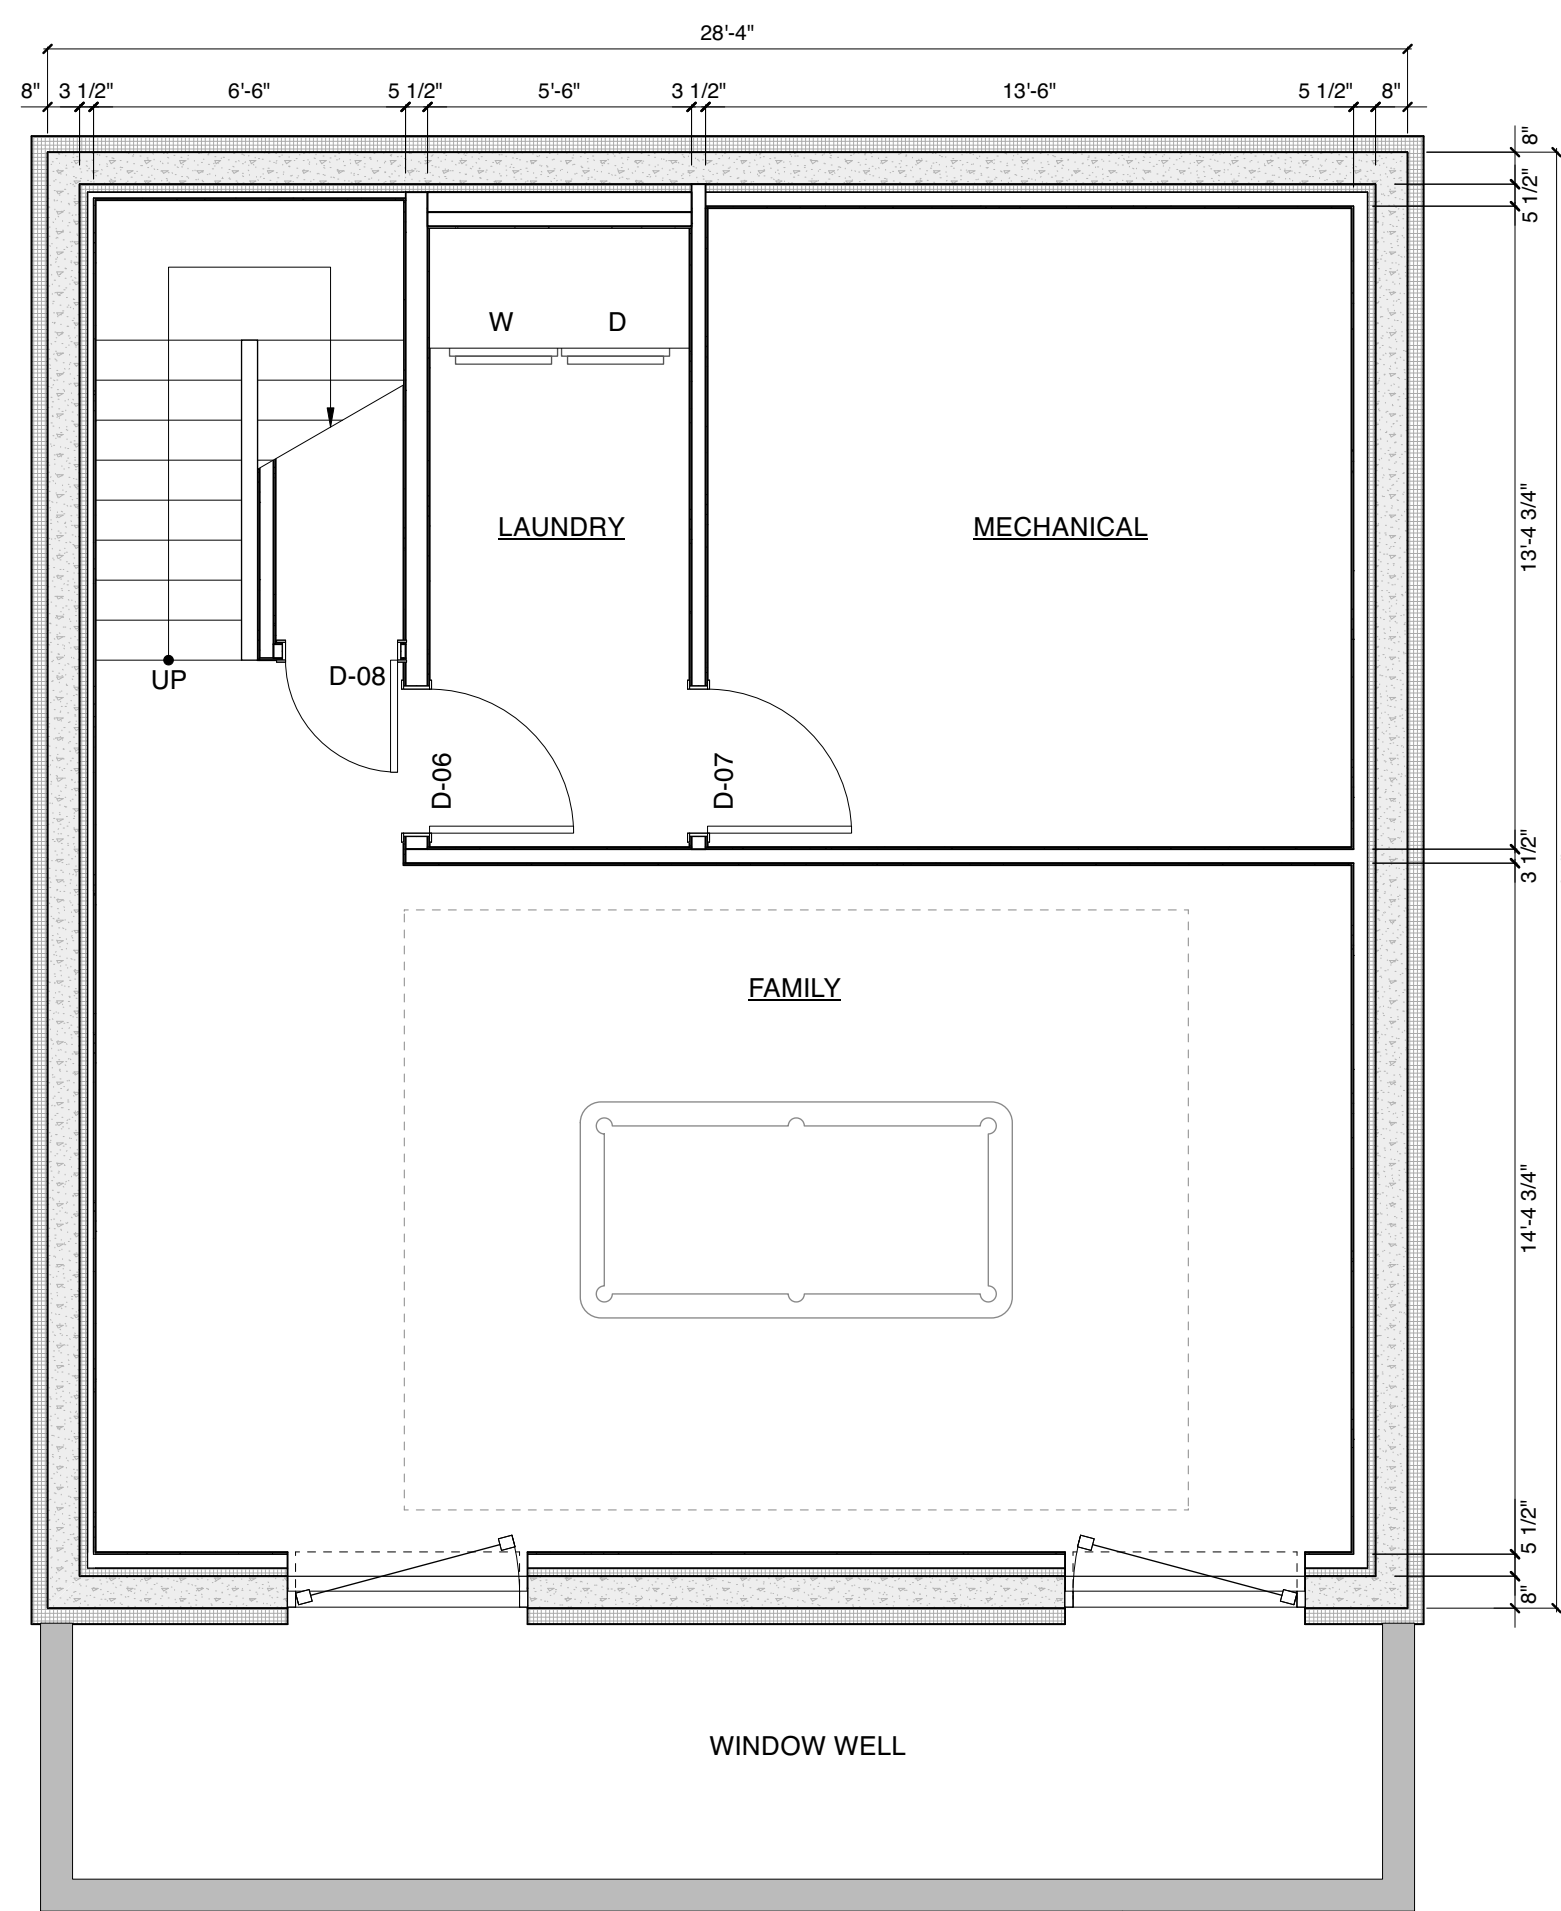 28'-4"
8" 3 1/2" 6'-6" 5 1/2" 5'-6" 3 1/2" 13'-6" 5 1/2" 8"
8"
5 1/2"
W D
LAUNDRY MECHANICAL
13'-4 3/4"
UP D-08
D-06 D-07
3 1/2"
FAMILY
14'-4 3/4"
5 1/2"
8"
WINDOW WELL